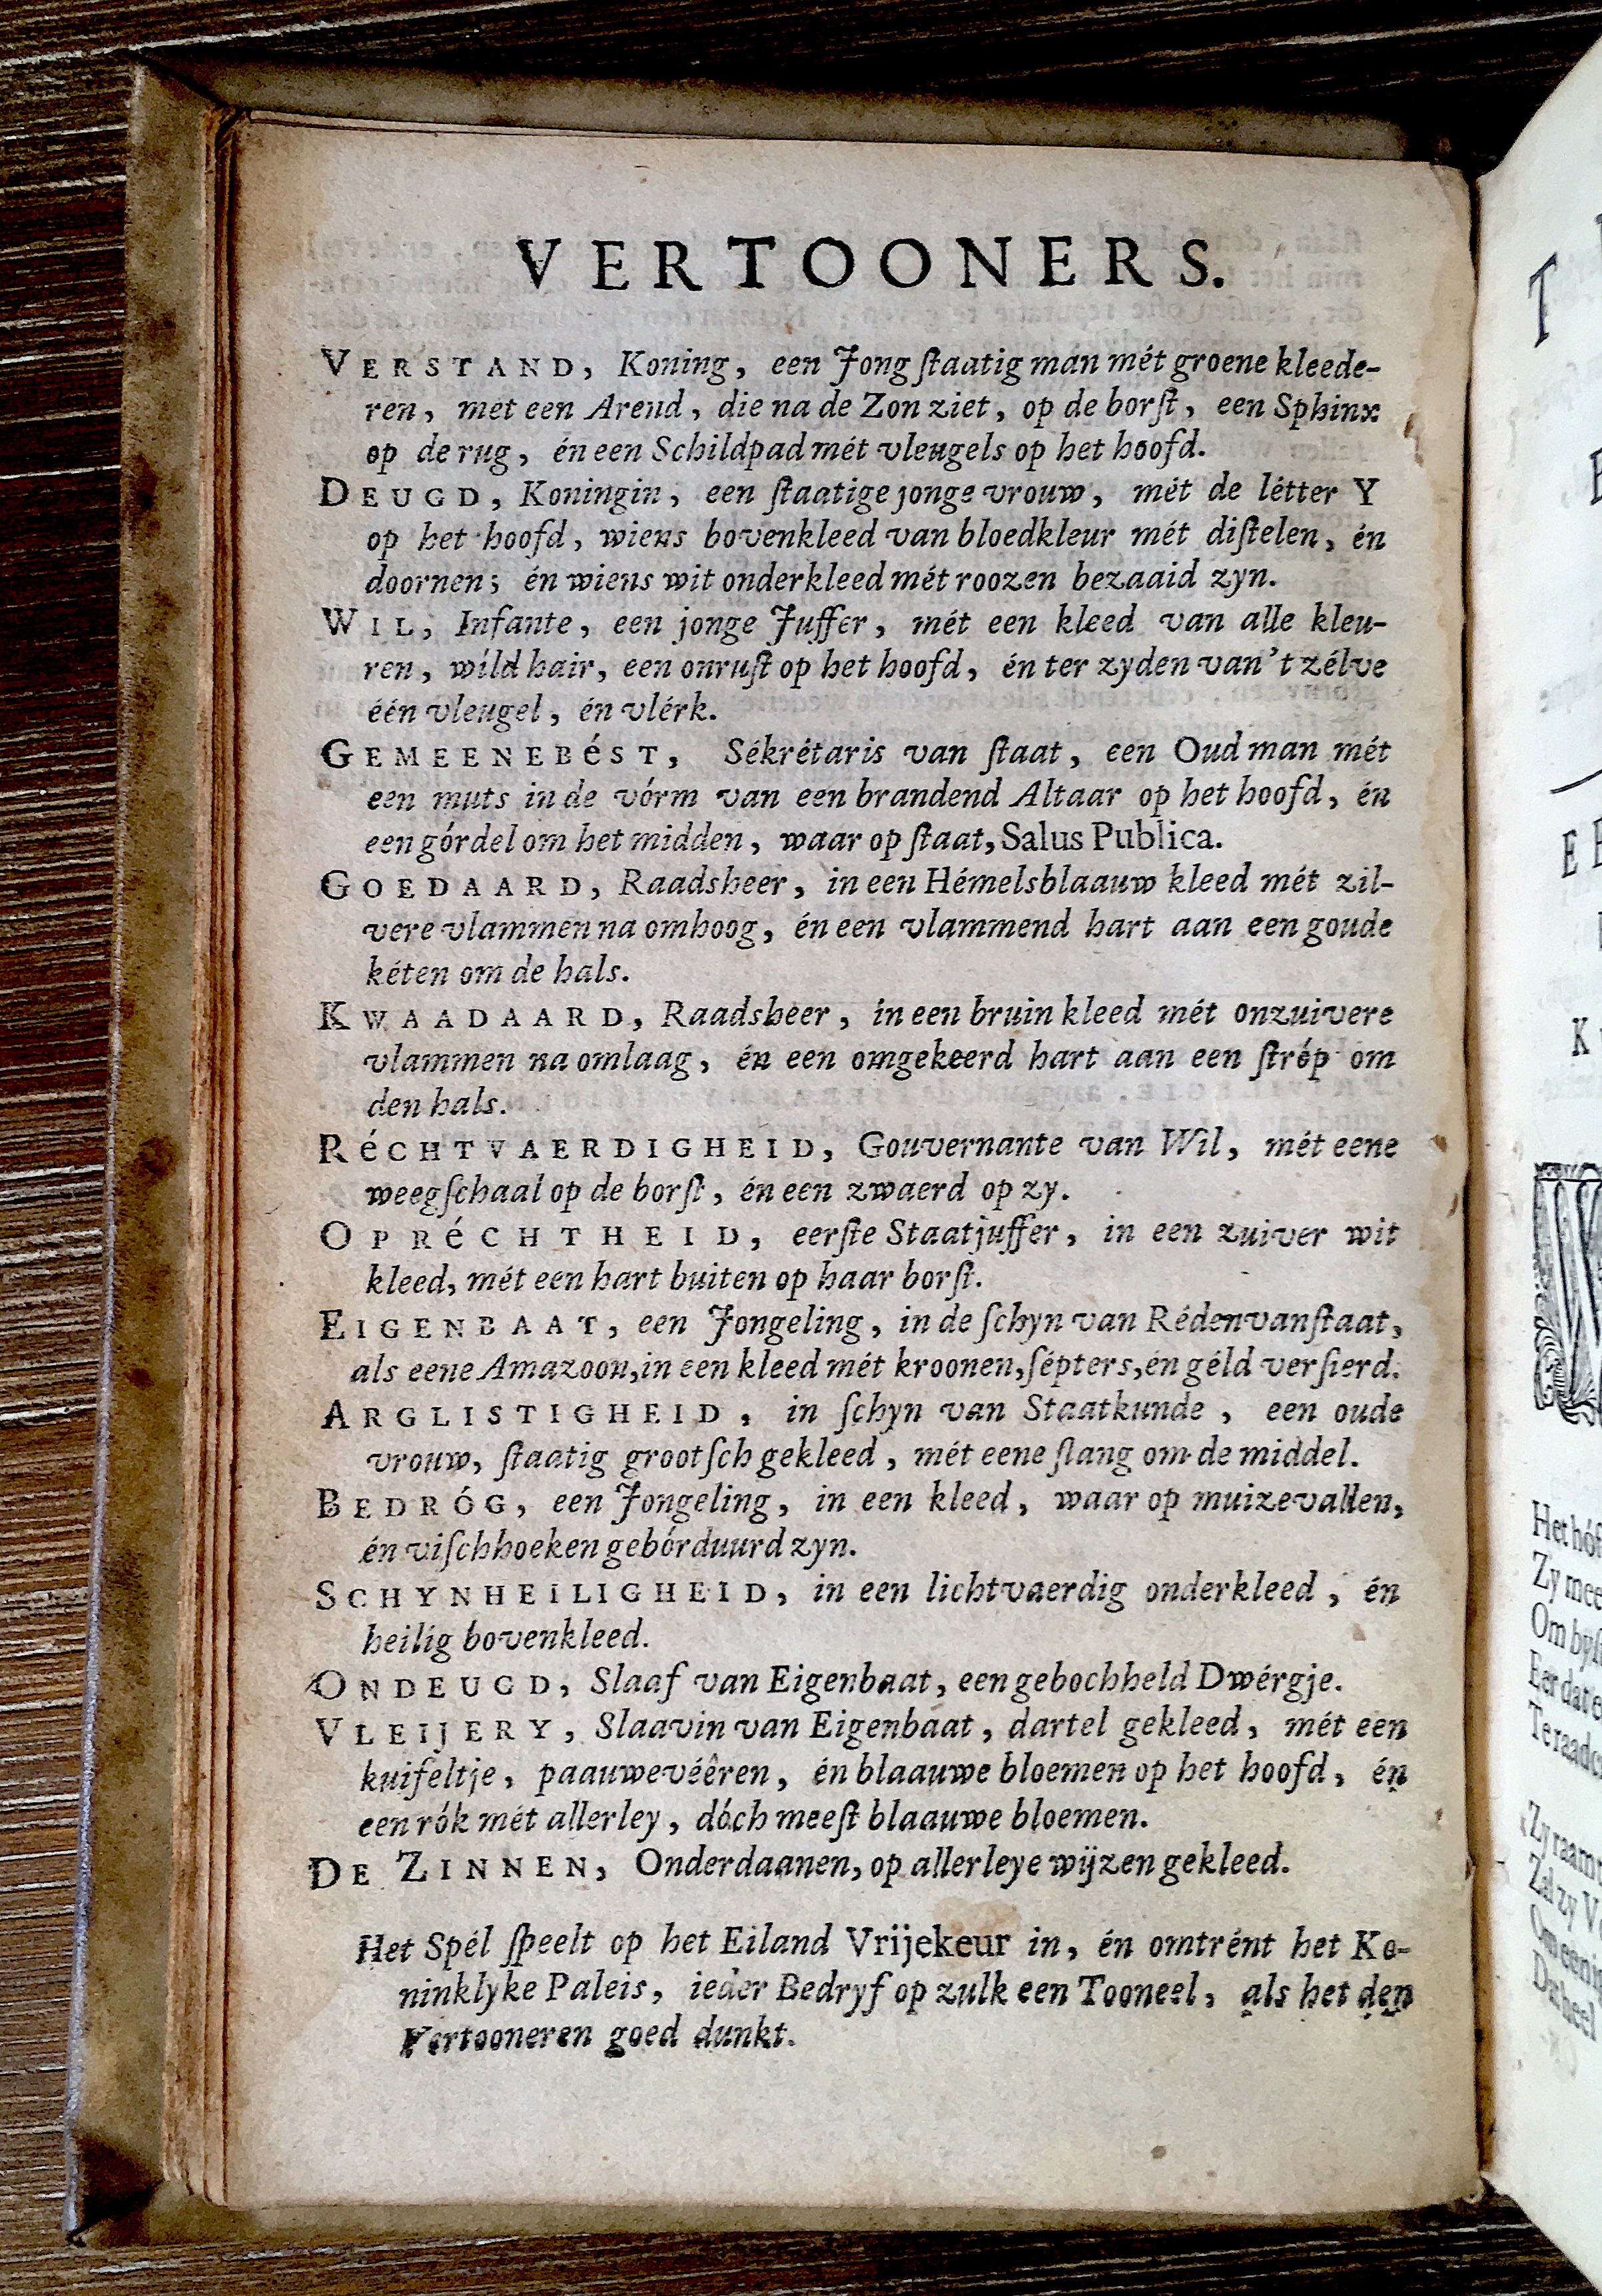 VERTOONERS.
VERSTAND, Koning, een Jong ſtaatig man mét groene kleede-
ren, mét een Arend, die na de Zon ziet, op de borſt, een Sphinx
op de rug, én een Schildpad mét vleugels op het hoofd.
DEUGD, Koningin, een ſtaatige jonge vrouw, mét de létter Y
op het hoofd, wiens bovenkleed van bloedkleur mét diſtelen, én
doornen; én wiens wit onderkleed mét roozen bezaaid zyn.
WIL, Infante, een jonge Juffer, mét een kleed van alle kleu-
ren, wild hair, een onruſt op het hoofd, én ter zyden van't zélve
één vleugel, én vlérk.
GEMEENEBéST, Sékrétaris van ſtaat, een Oud man mét
een muts in de vórm van een brandend Altaar op het hoofd, én
een górdel om het midden, waar op ſtaat, Salus Publica.
GOEDAARD, Raadsheer, in een Hémelsblaauw kleed mét zil-
vere vlammen na omhoog, én een vlammend hart aan een goude
kéten om de hals.
KWAADAARD, Raadsheer, in een bruin kleed mét onzuivere
vlammen na omlaag, én een omgekeerd hart aan een ſtróp om
den hals.
RéCHTVAERDIGHEID, Gouvernante van Wil, mét eene
weegſchaal op de borſt, én een zwaerd op zy.
OPRéCHTHEID, eerſte Staatjuffer, in een zuiver wit
kleed, mét een hart buiten op haar borſt.
EIGENBAAT, een Jongeling, in de ſchyn van Rédenvanſtaat,
als eene Amazoon, in een kleed mét kroonen, ſépters, én géld verſierd.
ARGLISTIGHEID, in ſchyn van Staatkunde, een oude
vrouw, ſtaatig grootſch gekleed, mét eene ſlang om de middel.
BEDRÓG, een Jongeling, in een kleed, waar op muizevallen,
én viſchhoeken gebórduurd zyn.
SCHYNHEILIGHEID, in een lichtvaerdig onderkleed, én
heilig bovenkleed.
ONDEUGD, Slaaf van Eigenbaat, een gebochheld Dwérgje.
VLEIJERY, Slaavin van Eigenbaat, dartel gekleed, mét een
kuifeltje, paauwevéêren, én blaauwe bloemen op het hoofd, én
een rók mét allerley, dóch meeſt blaauwe bloemen.
DE ZINNEN, Onderdaanen, op allerleye wijzen gekleed.
Het Spél ſpeelt op het Eiland Vrijekeur in, én omtrént het Ko-
ninklyke Paleis, ieder Bedryf op zulk een Tooneel, als het den
Vertooneren goed dunkt.
Het
Zy
Om
Eer dat
Zy
Zal zy